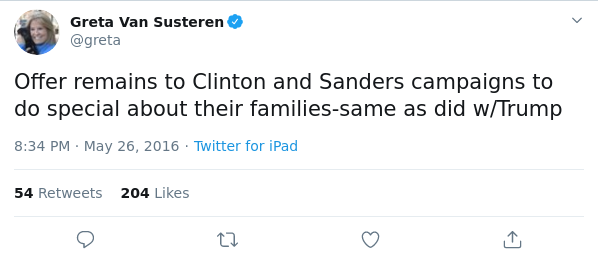 Greta Van Susteren
@greta
Offer remains to Clinton and Sanders campaigns to
do special about their families-same as did w/Trump
8:34 PM · May 26, 2016 · Twitter for iPad
54 Retweets 204 Likes